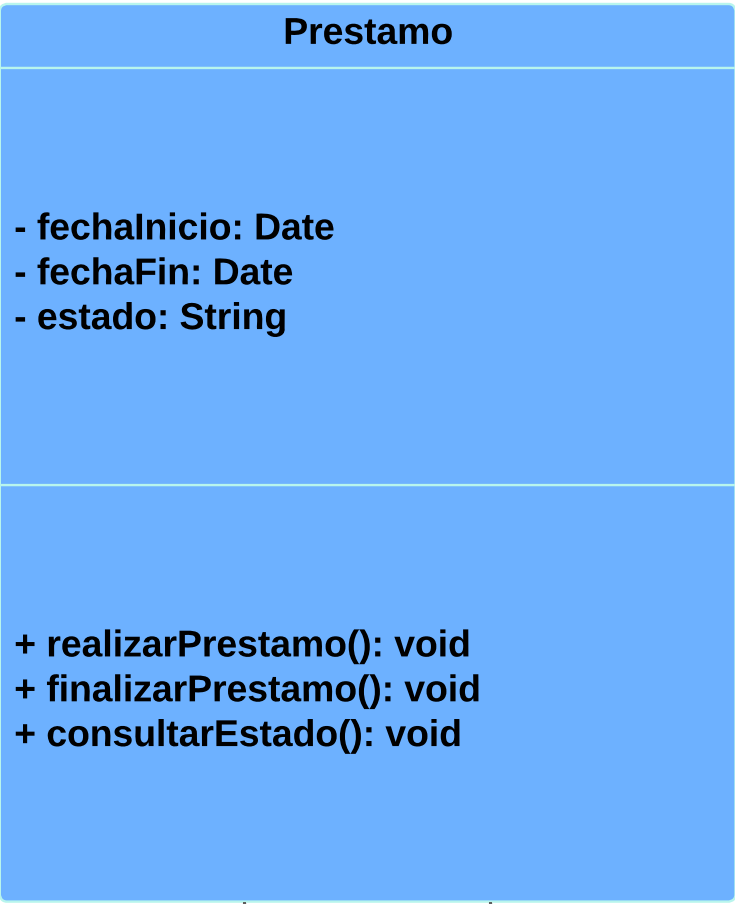 Prestamo
- fechaInicio: Date
- fechaFin: Date
- estado: String
+ realizarPrestamo(): void
+ finalizarPrestamo(): void
+ consultarEstado(): void